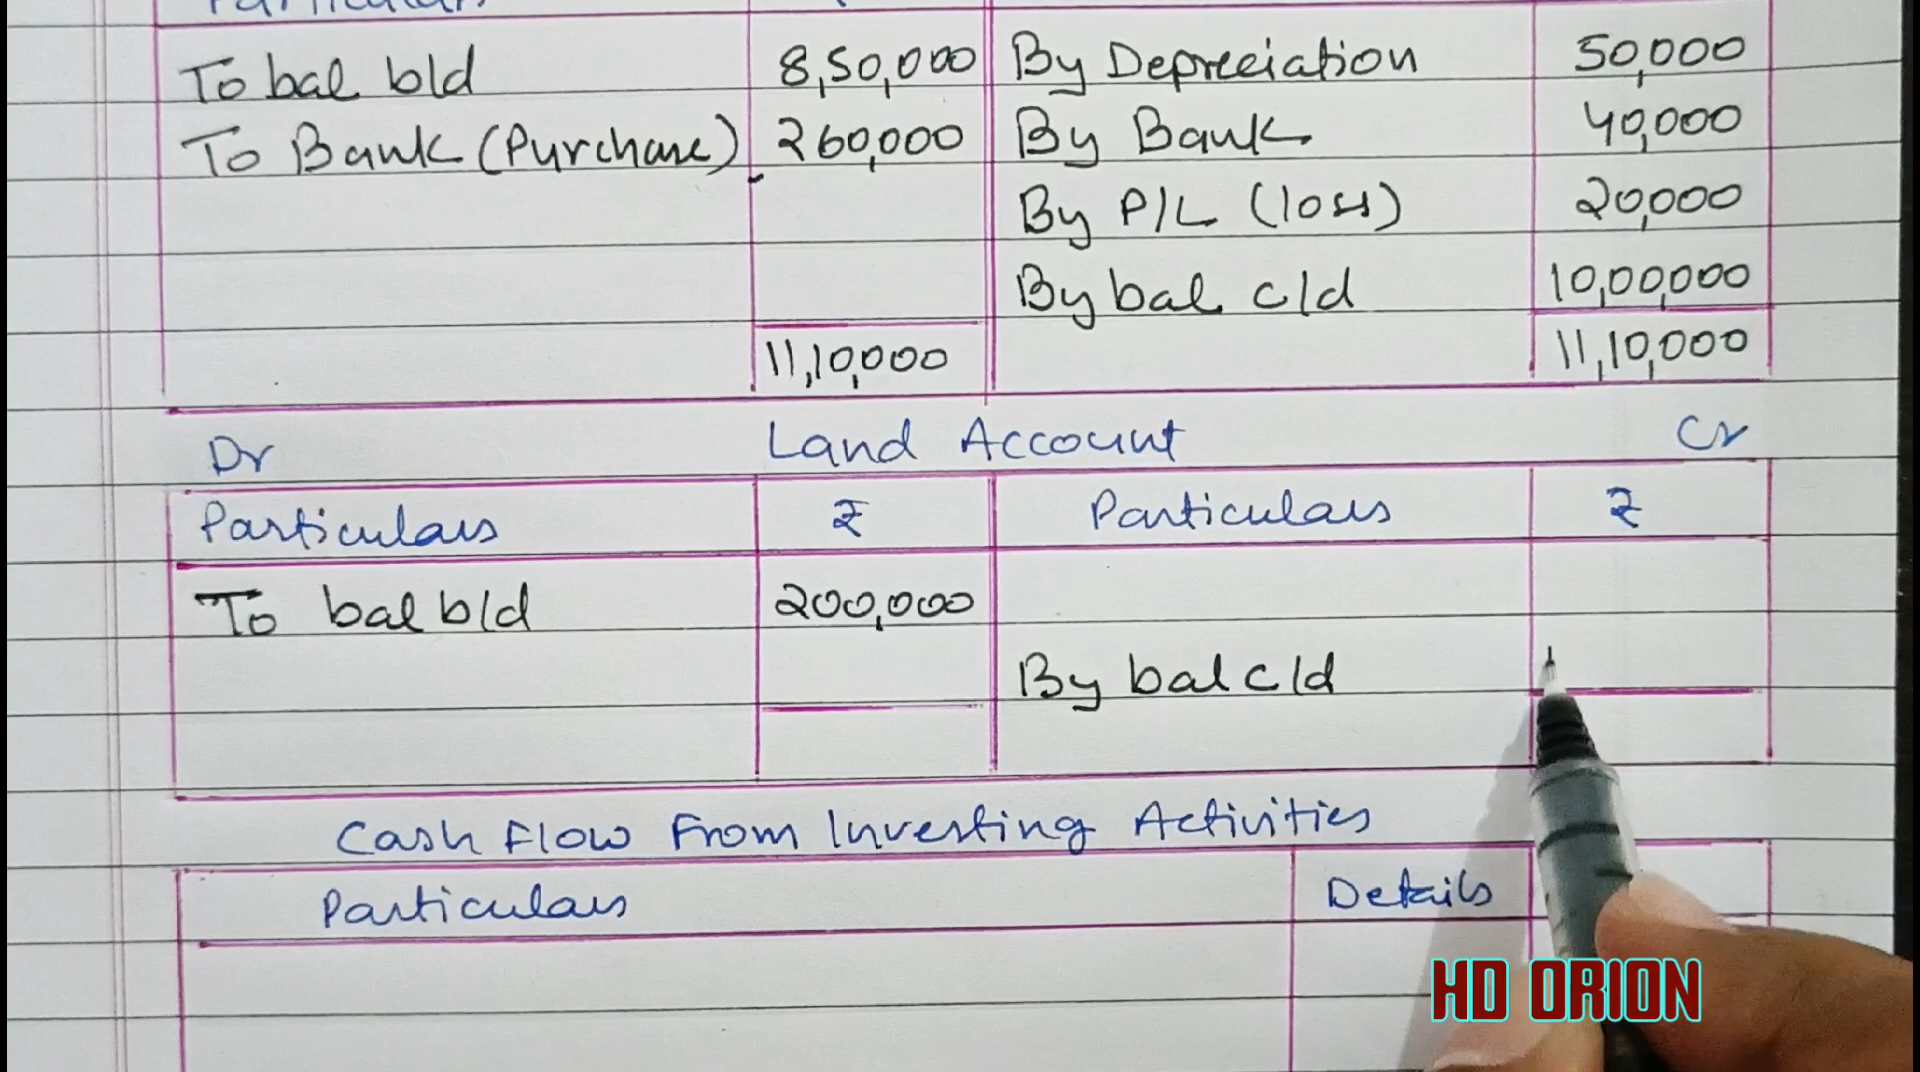 Particulars
To bal b/d 8,50,000 By Depreciation 50,000
To Bank (Purchase) 260,000 By Bank 40,000
By P/L (loss) 20,000
By bal c/d 10,00,000
11,10,000 11,10,000
Dr Land Account Cr
Particulars ₹ Particulars ₹
To bal b/d 200,000
By bal c/d
Cash Flow From Investing Activities
Particulars Details
HD ORION